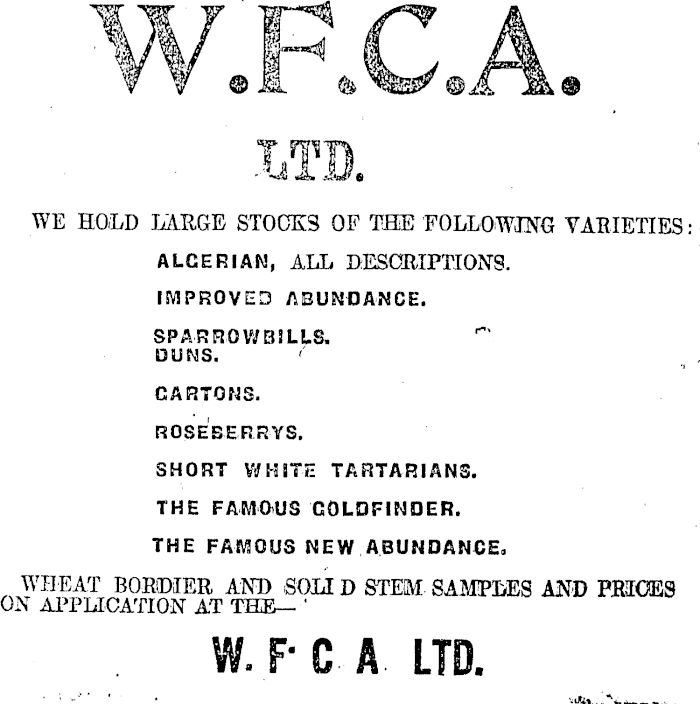 W.F.C.A.
LTD.
WE HOLD LARGE STOCKS OF THE FOLLOWING VARIETIES:
ALGERIAN, ALL DESCRIPTIONS.
IMPROVED ABUNDANCE.
SPARROWBILLS.
DUNS.
GARTONS.
ROSEBERRYS.
SHORT WHITE TARTARIANS.
THE FAMOUS GOLDFINDER.
THE FAMOUS NEW ABUNDANCE.
WHEAT BORDIER AND SOLI D STEM SAMPLES AND PRICES
ON APPLICATION AT THE—
W. F. C A LTD.